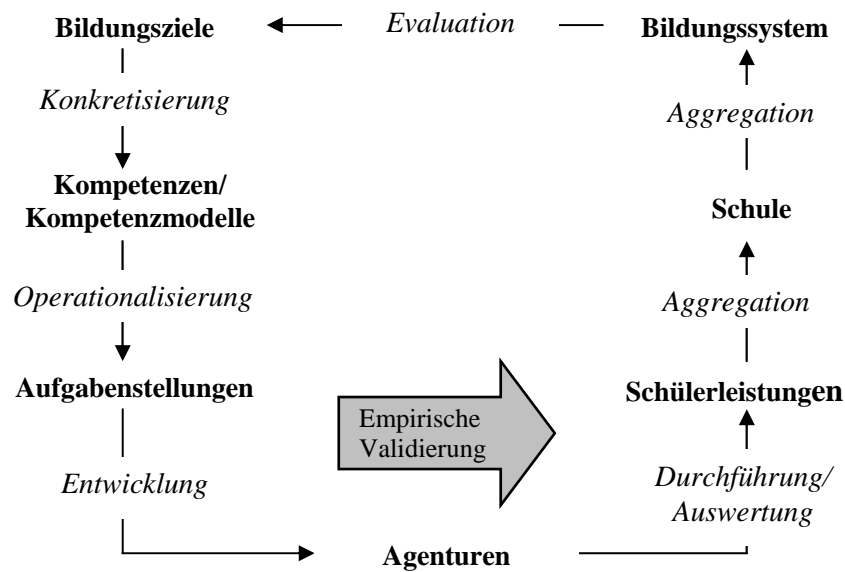 Bildungsziele
Evaluation
Bildungssystem
Konkretisierung
Aggregation
Kompetenzen/
Kompetenzmodelle
Schule
Operationalisierung
Aggregation
Aufgabenstellungen
Schülerleistungen
Empirische
Validierung
Entwicklung
Durchführung/
Auswertung
Agenturen